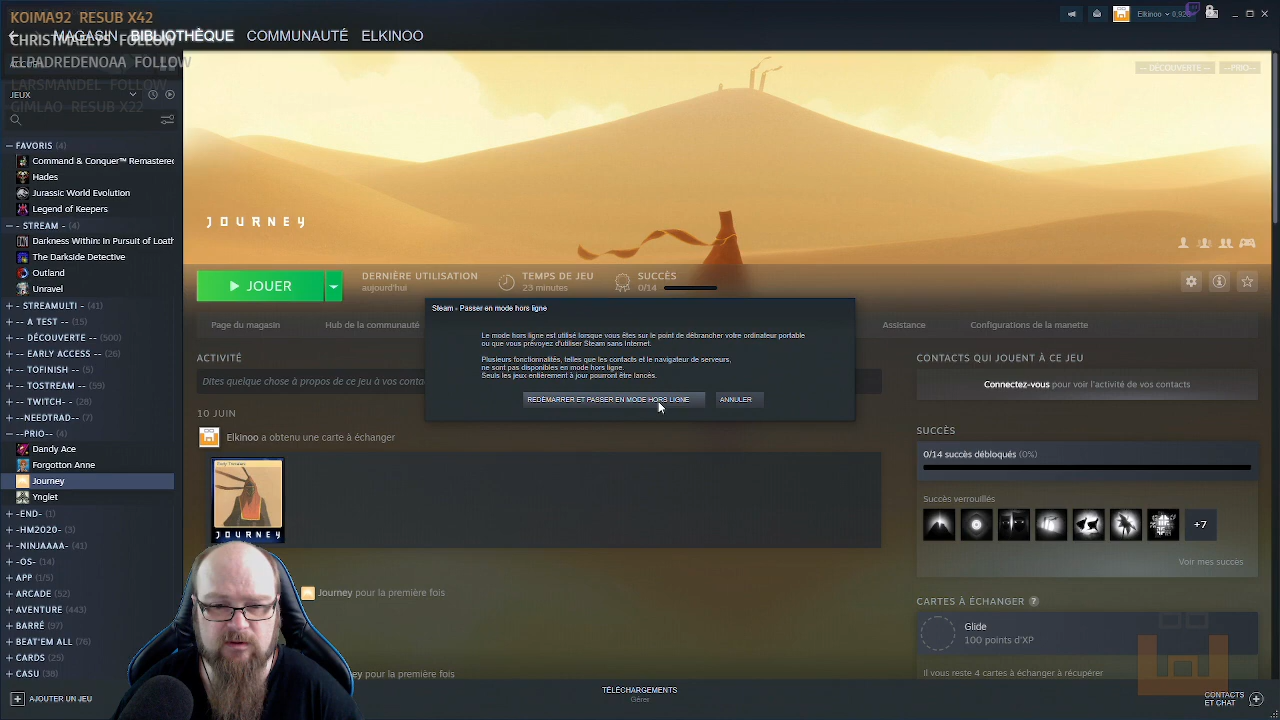 KOIMA92 RESUB X42
Elkinoo
MAGASIN BIBLIOTHÈQUE COMMUNAUTÉ ELKINOO
FOLLOW
FOLLOW
LARSMANDEL FOLLOW
— DÉCOUVERTE —
--PRIO--
JEUX
GIMLAO RESUB X22
— FAVORIS (4)
Command & Conquer™ Remastered
Hades
Jurassic World Evolution
Legend of Keepers
— - STREAM - (4)
Darkness Within: In Pursuit of Loath
The Darkside Detective
Outland
Unravel
+ - STREAMULTI - (41)
+ -- A TEST -- (12)
+ -- DÉCOUVERTE -- (500)
+ -- EARLY ACCESS -- (26)
+ -- TOFINISH -- (59)
+ -- TOSTREAM -- (59)
+ -- TWITCH -- (41)
+ --NEEDTRAD-- (7)
— --PRIO-- (4)
Dandy Ace
Forgotton Anne
Journey
Ynglet
+ -END- (1)
+ -HM2020- (3)
+ -NINJAAAA- (41)
+ -OS- (14)
+ APP (1/5)
+ ARCADE (52)
+ AVENTURE (443)
+ BARRÉ (97)
+ BEAT'EM ALL (76)
+ CARDS (25)
+ CASU (38)
AJOUTER UN JEU
JOURNEY
JOUER
DERNIÈRE UTILISATION
aujourd'hui
TEMPS DE JEU
23 minutes
SUCCÈS
0/14
Page du magasin
Hub de la communauté
Assistance
Configurations de la manette
Steam - Passer en mode hors ligne
Le mode hors ligne est utilisé lorsque vous êtes sur le point de débrancher votre ordinateur portable
ou que vous prévoyez d'utiliser Steam sans Internet.
Plusieurs fonctionnalités, telles que les contacts et le navigateur de serveurs,
ne sont pas disponibles en mode hors ligne.
Seuls les jeux entièrement à jour pourront être lancés.
REDÉMARRER ET PASSER EN MODE HORS LIGNE
ANNULER
ACTIVITÉ
Dites quelque chose à propos de ce jeu à vos conta
10 JUIN
Elkinoo a obtenu une carte à échanger
JOURNEY
Journey pour la première fois
ey pour la première fois
CONTACTS QUI JOUENT À CE JEU
Connectez-vous pour voir l'activité de vos contacts
SUCCÈS
0/14 succès débloqués (0%)
Succès verrouillés
+7
Voir mes succès
CARTES À ÉCHANGER ?
Glide
100 points d'XP
Il vous reste 4 cartes à échanger à récupérer
TÉLÉCHARGEMENTS
Gérer
CONTACTS
ET CHAT